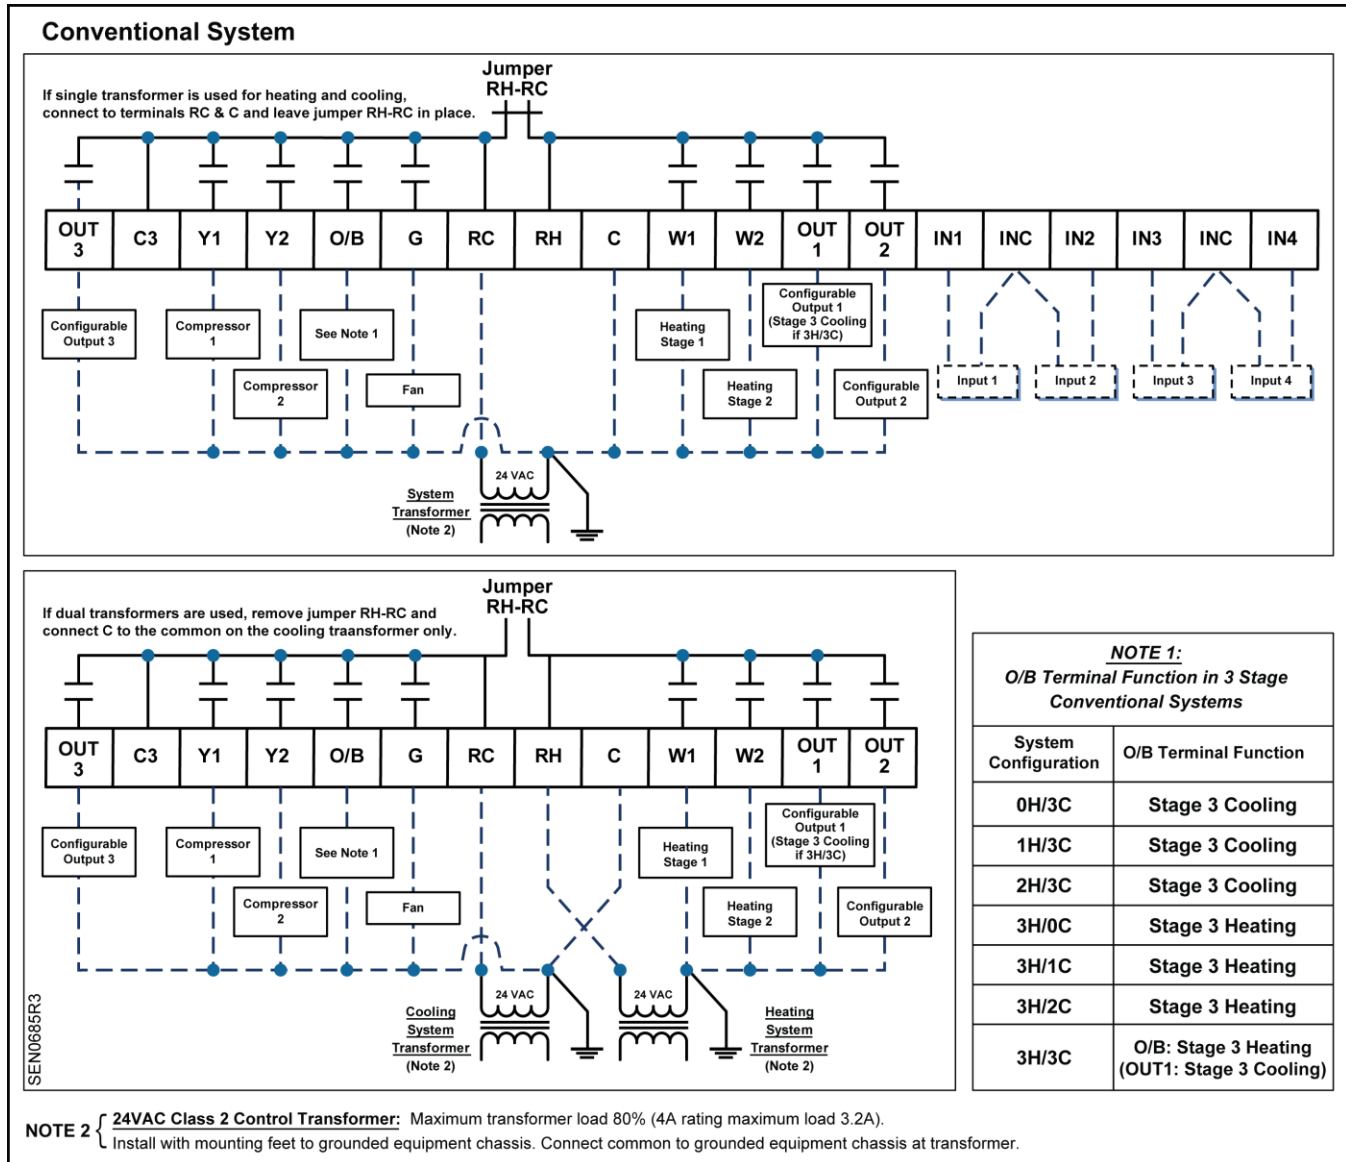 Conventional System
Jumper
RH-RC
If single transformer is used for heating and cooling,
connect to terminals RC & C and leave jumper RH-RC in place.
OUT 3 C3 Y1 Y2 O/B G RC RH C W1 W2 OUT 1 OUT 2 IN1 INC IN2 IN3 INC IN4
Configurable
Output 3
Compressor
1
Compressor
2
See Note 1
Fan
Heating
Stage 1
Heating
Stage 2
Configurable
Output 1
(Stage 3 Cooling
if 3H/3C)
Configurable
Output 2
Input 1
Input 2
Input 3
Input 4
24 VAC
System
Transformer
(Note 2)
Jumper
RH-RC
If dual transformers are used, remove jumper RH-RC and
connect C to the common on the cooling traansformer only.
OUT 3 C3 Y1 Y2 O/B G RC RH C W1 W2 OUT 1 OUT 2
Configurable
Output 3
Compressor
1
Compressor
2
See Note 1
Fan
Heating
Stage 1
Heating
Stage 2
Configurable
Output 1
(Stage 3 Cooling
if 3H/3C)
Configurable
Output 2
24 VAC
24 VAC
Cooling
System
Transformer
(Note 2)
Heating
System
Transformer
(Note 2)
SEN0685R3
NOTE 1:
O/B Terminal Function in 3 Stage
Conventional Systems
System
Configuration
O/B Terminal Function
0H/3C Stage 3 Cooling
1H/3C Stage 3 Cooling
2H/3C Stage 3 Cooling
3H/0C Stage 3 Heating
3H/1C Stage 3 Heating
3H/2C Stage 3 Heating
3H/3C O/B: Stage 3 Heating
(OUT1: Stage 3 Cooling)
NOTE 2 { 24VAC Class 2 Control Transformer: Maximum transformer load 80% (4A rating maximum load 3.2A).
Install with mounting feet to grounded equipment chassis. Connect common to grounded equipment chassis at transformer.